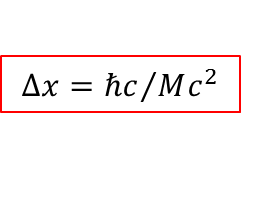 Δx = ħc/Mc²